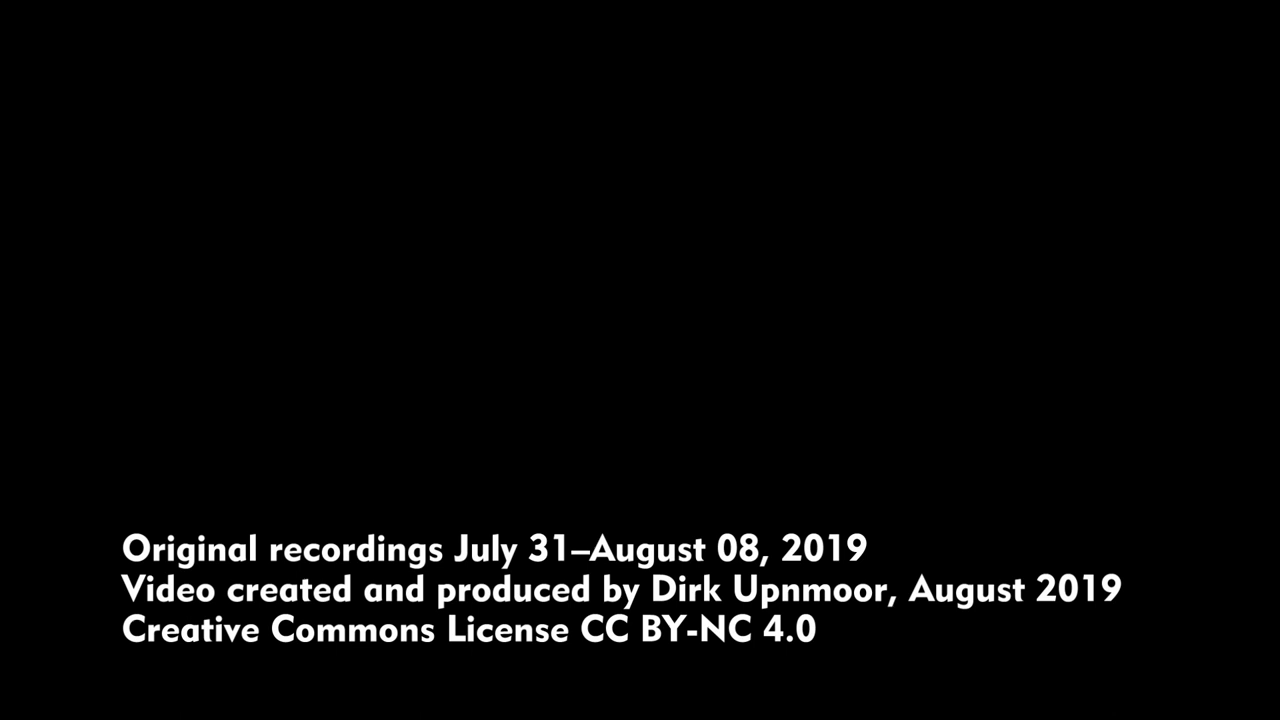 Original recordings July 31–August 08, 2019
Video created and produced by Dirk Upnmoor, August 2019
Creative Commons License CC BY-NC 4.0